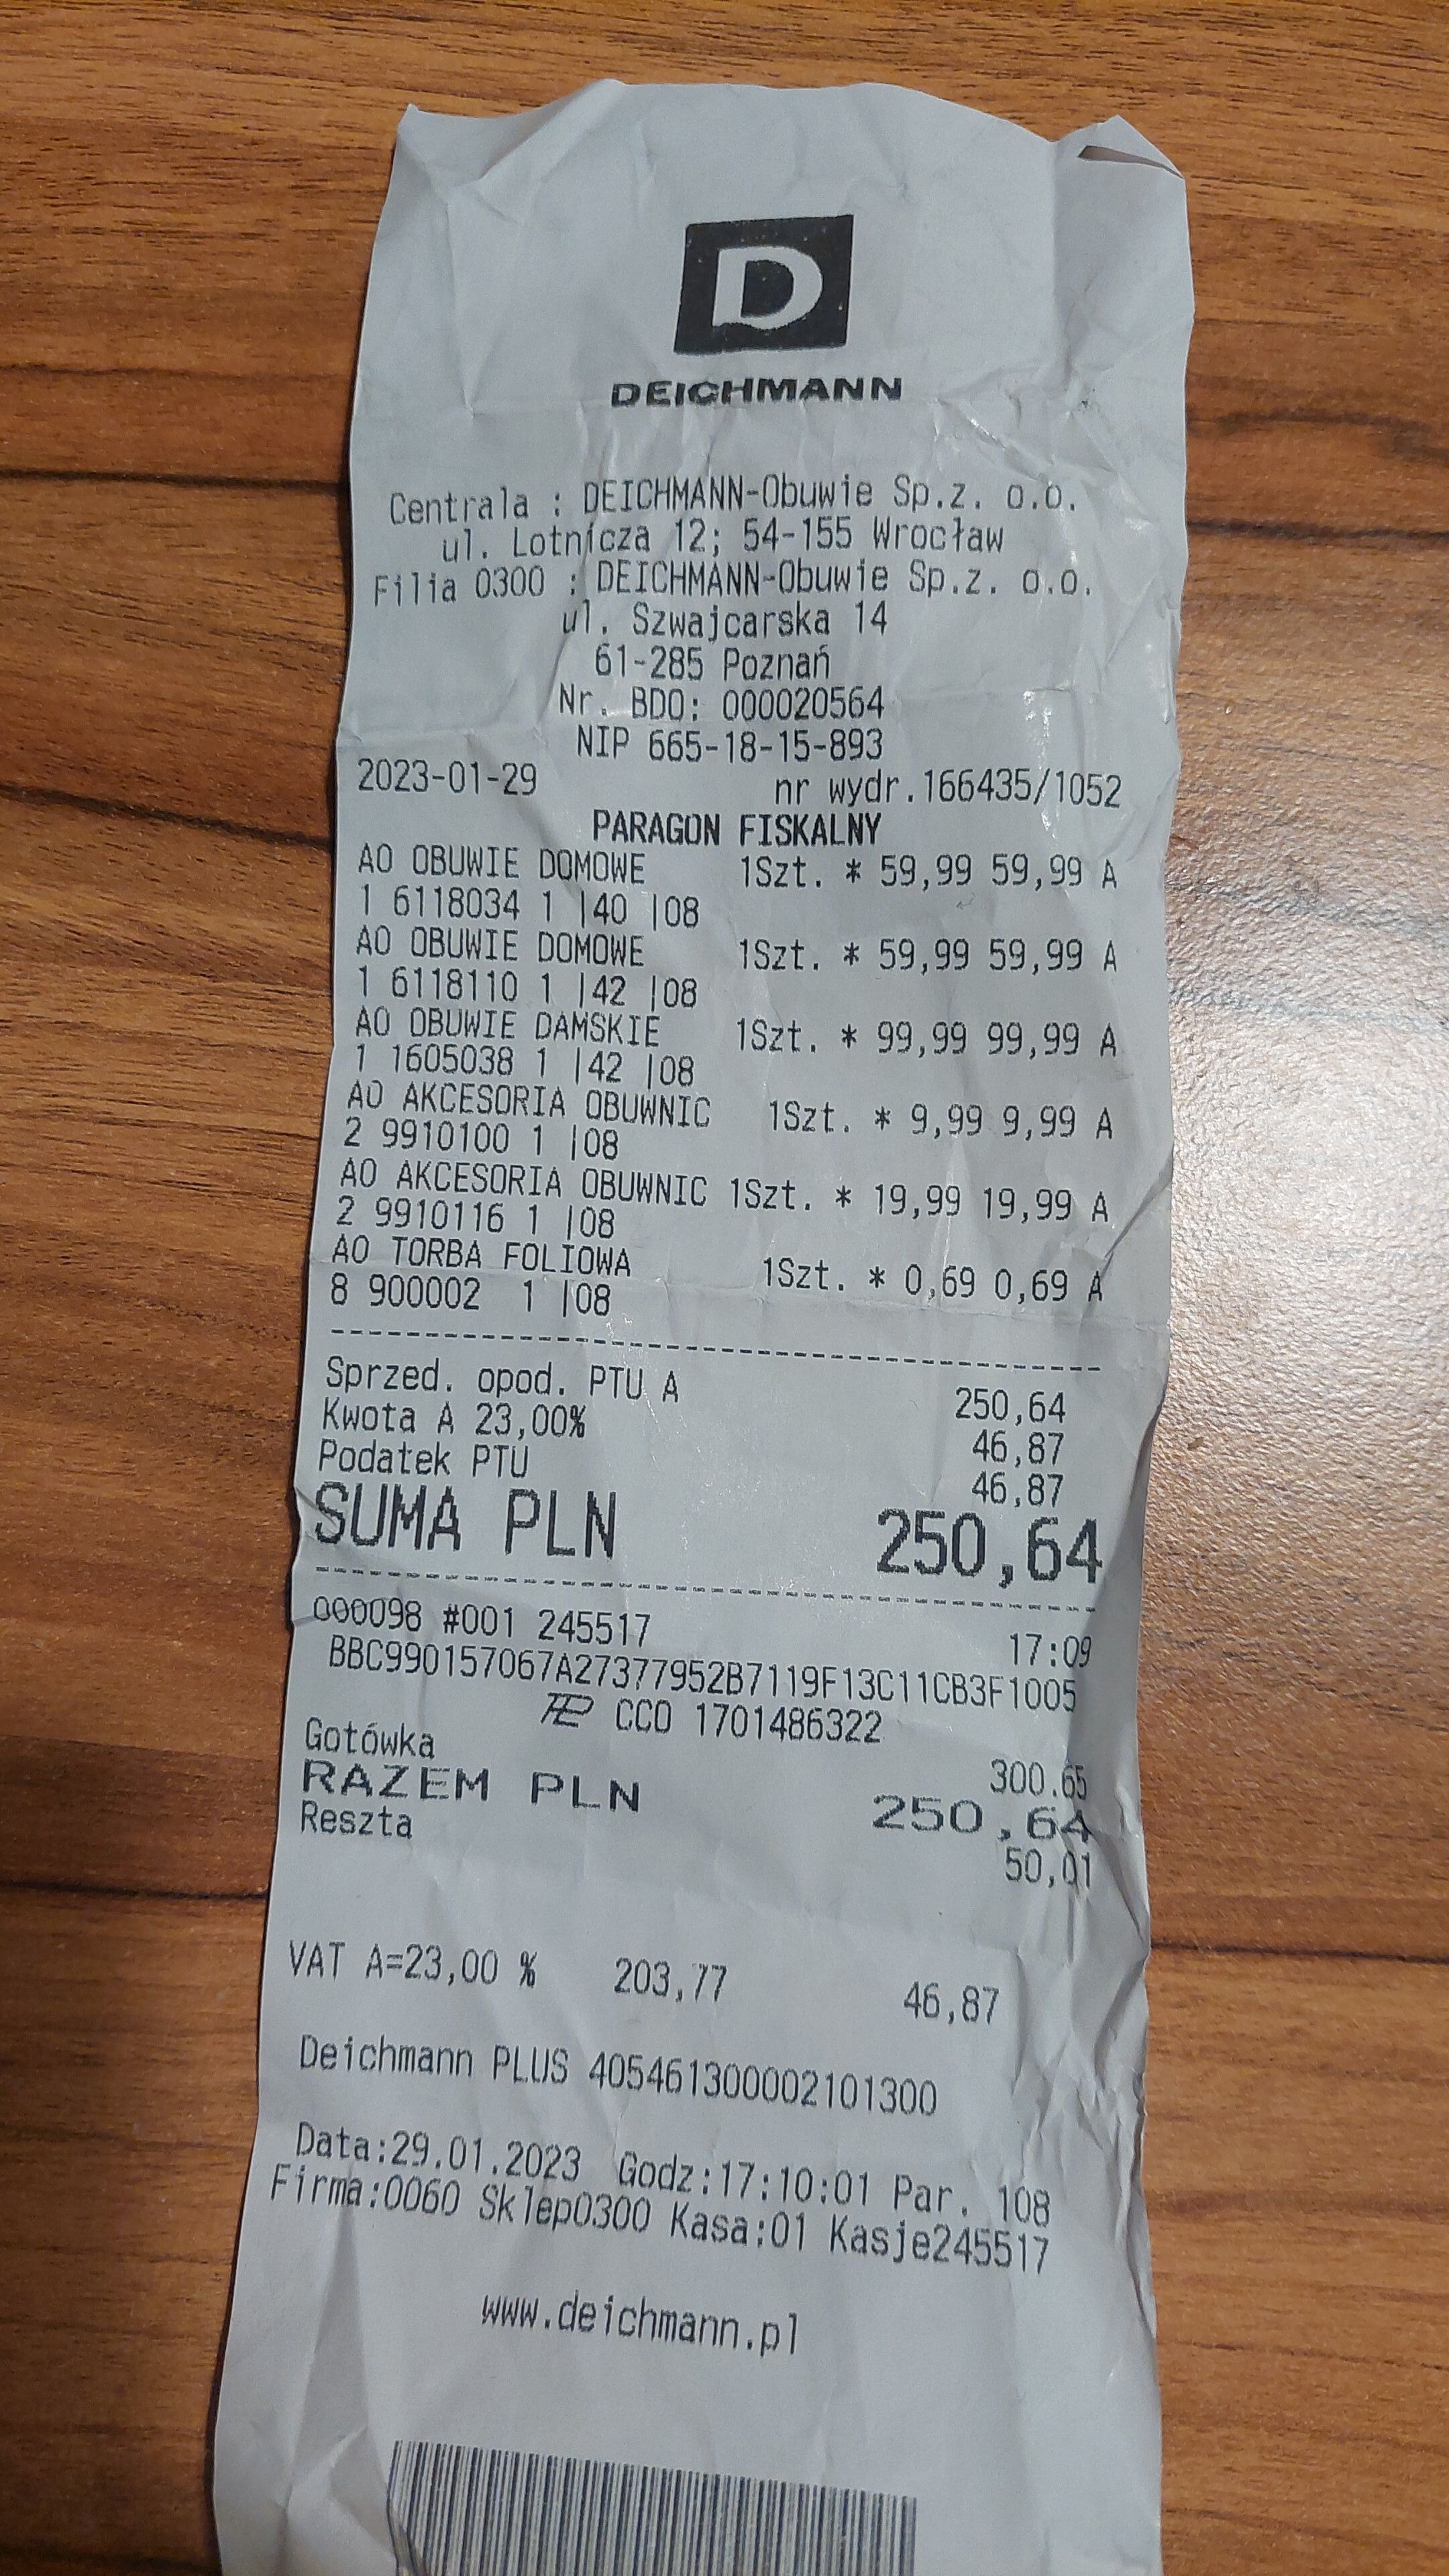 D
DEICHMANN
Centrala : DEICHMANN-Obuwie Sp.z. o.o.
ul. Lotnicza 12; 54-155 Wrocław
Filia 0300 : DEICHMANN-Obuwie Sp.z. o.o.
ul. Szwajcarska 14
61-285 Poznań
Nr. BDO: 000020564
NIP 665-18-15-893
2023-01-29 nr wydr.166435/1052
PARAGON FISKALNY
AO OBUWIE DOMOWE 1Szt. * 59,99 59,99 A
1 6118034 1 |40 |08
AO OBUWIE DOMOWE 1Szt. * 59,99 59,99 A
1 6118110 1 |42 |08
AO OBUWIE DAMSKIE 1Szt. * 99,99 99,99 A
1 1605038 1 |42 |08
AO AKCESORIA OBUWNIC 1Szt. * 9,99 9,99 A
2 9910100 1 |08
AO AKCESORIA OBUWNIC 1Szt. * 19,99 19,99 A
2 9910116 1 |08
AO TORBA FOLIOWA 1Szt. * 0,69 0,69 A
8 900002 1 |08
Sprzed. opod. PTU A 250,64
Kwota A 23,00% 46,87
Podatek PTU 46,87
SUMA PLN 250,64
000098 #001 245517 17:09
BBC990157067A27377952B7119F13C11CB3F1005
CCO 1701486322
Gotówka 300.65
RAZEM PLN 250,64
Reszta 50,01
VAT A=23,00 % 203,77 46,87
Deichmann PLUS 405461300002101300
Data:29.01.2023 Godz:17:10:01 Par. 108
Firma:0060 Sklep0300 Kasa:01 Kasje245517
www.deichmann.pl